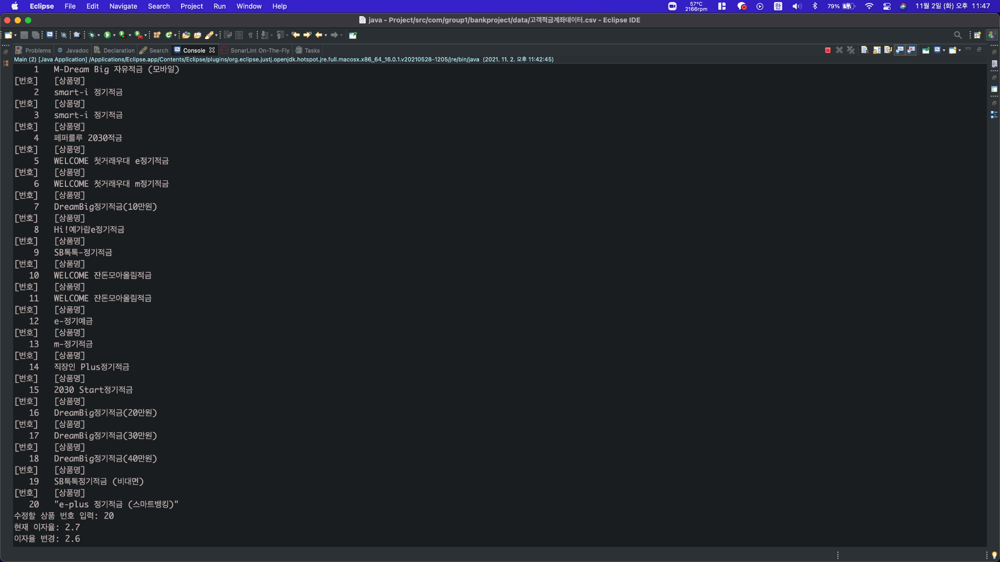 Eclipse File Edit Navigate Search Project Run Window Help 57°C 2166rpm 한 79% 11월 2일 (화) 오후 11:47
java - Project/src/com/group1/bankproject/data/고객적금계좌데이터.csv - Eclipse IDE
Problems Javadoc Declaration Search Console SonarLint On-The-Fly Tasks
Main (2) [Java Application] /Applications/Eclipse.app/Contents/Eclipse/plugins/org.eclipse.justj.openjdk.hotspot.jre.full.macosx.x86_64_16.0.1.v20210528-1205/jre/bin/java (2021. 11. 2. 오후 11:42:45)
1 M-Dream Big 자유적금 (모바일)
[번호] [상품명]
2 smart-i 정기적금
[번호] [상품명]
3 smart-i 정기적금
[번호] [상품명]
4 페퍼룰루 2030적금
[번호] [상품명]
5 WELCOME 첫거래우대 e정기적금
[번호] [상품명]
6 WELCOME 첫거래우대 m정기적금
[번호] [상품명]
7 DreamBig정기적금(10만원)
[번호] [상품명]
8 Hi!예가람e정기적금
[번호] [상품명]
9 SB톡톡-정기적금
[번호] [상품명]
10 WELCOME 잔돈모아올림적금
[번호] [상품명]
11 WELCOME 잔돈모아올림적금
[번호] [상품명]
12 e-정기예금
[번호] [상품명]
13 m-정기적금
[번호] [상품명]
14 직장인 Plus정기적금
[번호] [상품명]
15 2030 Start정기적금
[번호] [상품명]
16 DreamBig정기적금(20만원)
[번호] [상품명]
17 DreamBig정기적금(30만원)
[번호] [상품명]
18 DreamBig정기적금(40만원)
[번호] [상품명]
19 SB톡톡정기적금 (비대면)
[번호] [상품명]
20 "e-plus 정기적금 (스마트뱅킹)"
수정할 상품 번호 입력: 20
현재 이자율: 2.7
이자율 변경: 2.6